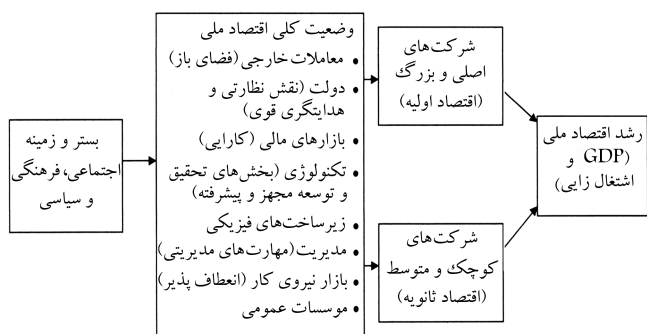 بستر و زمینه
اجتماعی، فرهنگی
و سیاسی
وضعیت کلی اقتصاد ملی
• معاملات خارجی (فضای باز)
• دولت (نقش نظارتی و
هدایتگری قوی)
• بازارهای مالی (کارایی)
• تکنولوژی (بخش‌های تحقیق
و توسعه مجهز و پیشرفته)
• زیرساخت‌های فیزیکی
• مدیریت(مهارت‌های مدیریتی)
• بازار نیروی کار (انعطاف پذیر)
• موسسات عمومی
شرکت‌های
اصلی و بزرگ
(اقتصاد اولیه)
شرکت‌های
کوچک و متوسط
(اقتصاد ثانویه)
رشد اقتصاد ملی
(GDP و
اشتغال زایی)